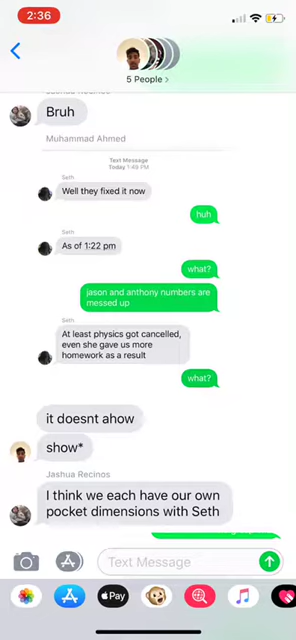 2:36
5 People >
Bruh
Muhammad Ahmed
Text Message
Today 1:49 PM
Seth
Well they fixed it now
huh
Seth
As of 1:22 pm
what?
jason and anthony numbers are
messed up
Seth
At least physics got cancelled,
even she gave us more
homework as a result
what?
it doesnt ahow
show*
Jashua Recinos
I think we each have our own
pocket dimensions with Seth
Text Message
Pay